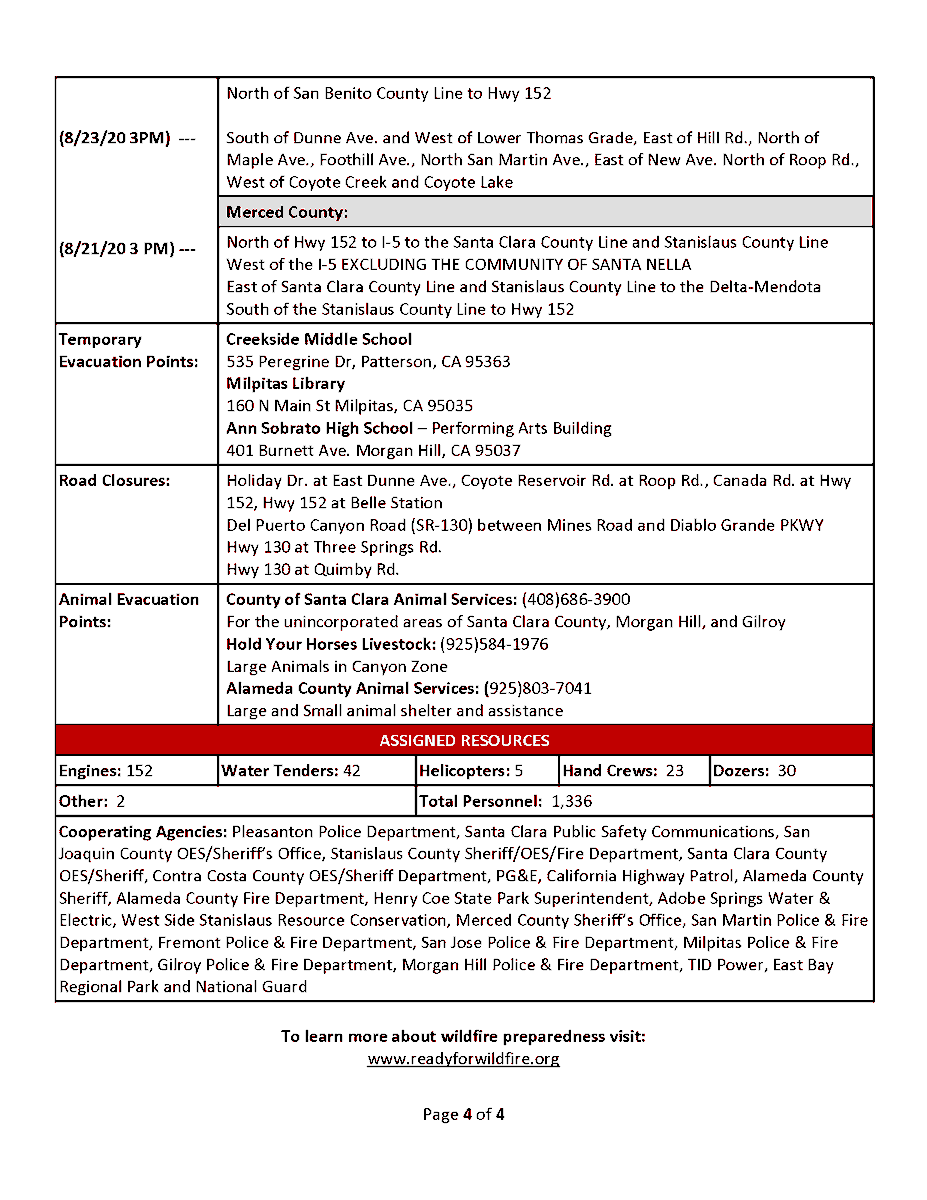 North of San Benito County Line to Hwy 152
(8/23/20 3PM) --- South of Dunne Ave. and West of Lower Thomas Grade, East of Hill Rd., North of
Maple Ave., Foothill Ave., North San Martin Ave., East of New Ave. North of Roop Rd.,
West of Coyote Creek and Coyote Lake
Merced County:
(8/21/20 3 PM) --- North of Hwy 152 to I-5 to the Santa Clara County Line and Stanislaus County Line
West of the I-5 EXCLUDING THE COMMUNITY OF SANTA NELLA
East of Santa Clara County Line and Stanislaus County Line to the Delta-Mendota
South of the Stanislaus County Line to Hwy 152
Temporary
Evacuation Points:
Creekside Middle School
535 Peregrine Dr, Patterson, CA 95363
Milpitas Library
160 N Main St Milpitas, CA 95035
Ann Sobrato High School – Performing Arts Building
401 Burnett Ave. Morgan Hill, CA 95037
Road Closures:
Holiday Dr. at East Dunne Ave., Coyote Reservoir Rd. at Roop Rd., Canada Rd. at Hwy
152, Hwy 152 at Belle Station
Del Puerto Canyon Road (SR-130) between Mines Road and Diablo Grande PKWY
Hwy 130 at Three Springs Rd.
Hwy 130 at Quimby Rd.
Animal Evacuation
Points:
County of Santa Clara Animal Services: (408)686-3900
For the unincorporated areas of Santa Clara County, Morgan Hill, and Gilroy
Hold Your Horses Livestock: (925)584-1976
Large Animals in Canyon Zone
Alameda County Animal Services: (925)803-7041
Large and Small animal shelter and assistance
ASSIGNED RESOURCES
Engines: 152 Water Tenders: 42 Helicopters: 5 Hand Crews: 23 Dozers: 30
Other: 2 Total Personnel: 1,336
Cooperating Agencies: Pleasanton Police Department, Santa Clara Public Safety Communications, San
Joaquin County OES/Sheriff's Office, Stanislaus County Sheriff/OES/Fire Department, Santa Clara County
OES/Sheriff, Contra Costa County OES/Sheriff Department, PG&E, California Highway Patrol, Alameda County
Sheriff, Alameda County Fire Department, Henry Coe State Park Superintendent, Adobe Springs Water &
Electric, West Side Stanislaus Resource Conservation, Merced County Sheriff's Office, San Martin Police & Fire
Department, Fremont Police & Fire Department, San Jose Police & Fire Department, Milpitas Police & Fire
Department, Gilroy Police & Fire Department, Morgan Hill Police & Fire Department, TID Power, East Bay
Regional Park and National Guard
To learn more about wildfire preparedness visit:
www.readyforwildfire.org
Page 4 of 4